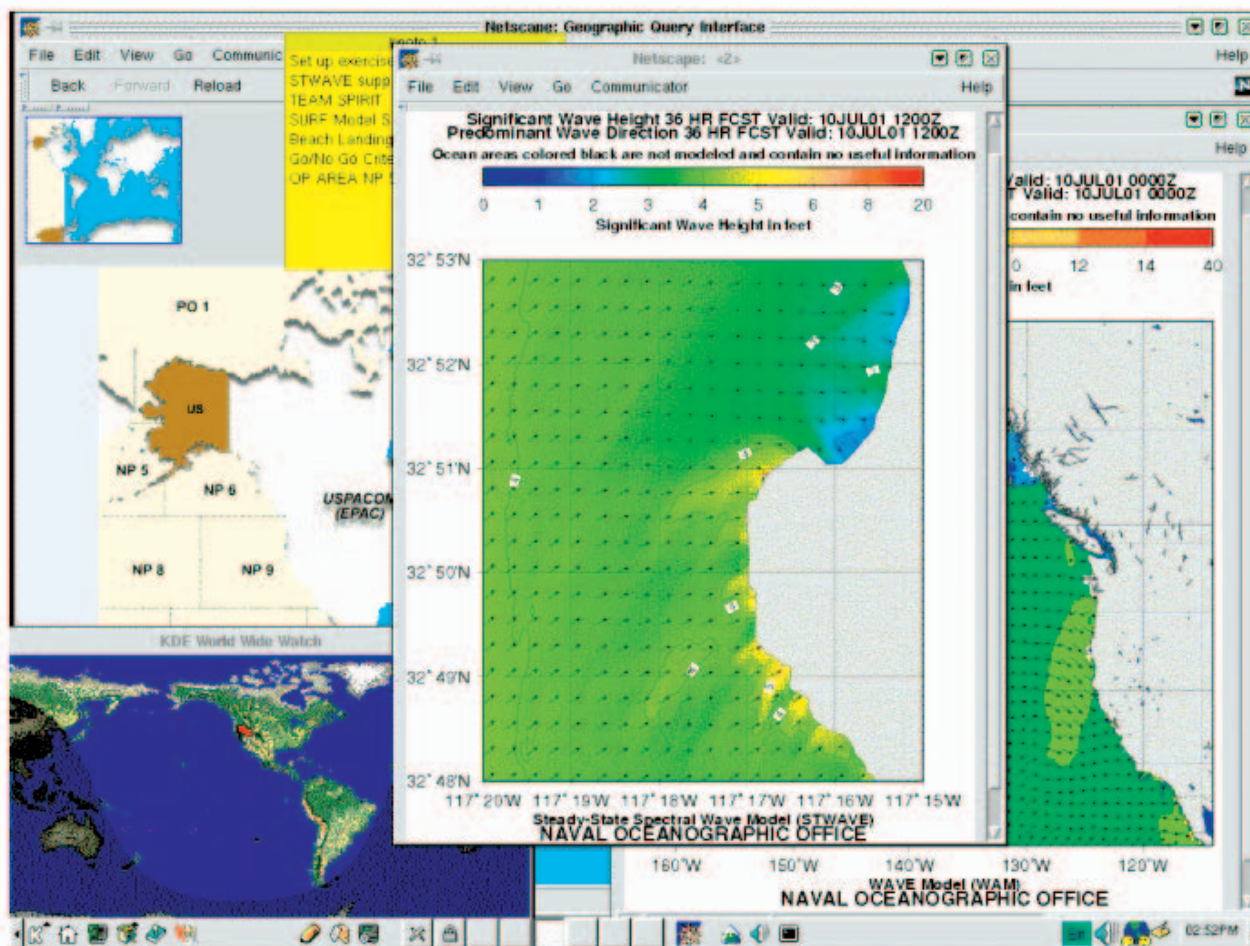 Netscape: Geographic Query Interface
File Edit View Go Communic
Help
Back Forward Reload
Set up exercise
STWAVE supp
TEAM SPIRIT
SURF Model S
Beach Landing
Go/No Go Crite
OP AREA NP
PO 1
US
NP 5
NP 6
USPACOM
(EPAC)
NP 8
NP 9
KDE World Wide Watch
Netscape: <2>
File Edit View Go Communicator Help
Significant Wave Height 36 HR FCST Valid: 10JUL01 1200Z
Predominant Wave Direction 36 HR FCST Valid: 10JUL01 1200Z
Ocean areas colored black are not modeled and contain no useful information
0 1 2 3 4 5 6 8 20
Significant Wave Height in feet
32°53'N
32°52'N
32°51'N
32°50'N
32°49'N
32°48'N
117°20'W 117°19'W 117°18'W 117°17'W 117°16'W 117°15'W
Steady-State Spectral Wave Model (STWAVE)
NAVAL OCEANOGRAPHIC OFFICE
Help
Valid: 10JUL01 0000Z
T Valid: 10JUL01 0000Z
contain no useful information
0 12 14 40
in feet
160°W 150°W 140°W 130°W 120°W
WAVE Model (WAM)
NAVAL OCEANOGRAPHIC OFFICE
En 02:52PM